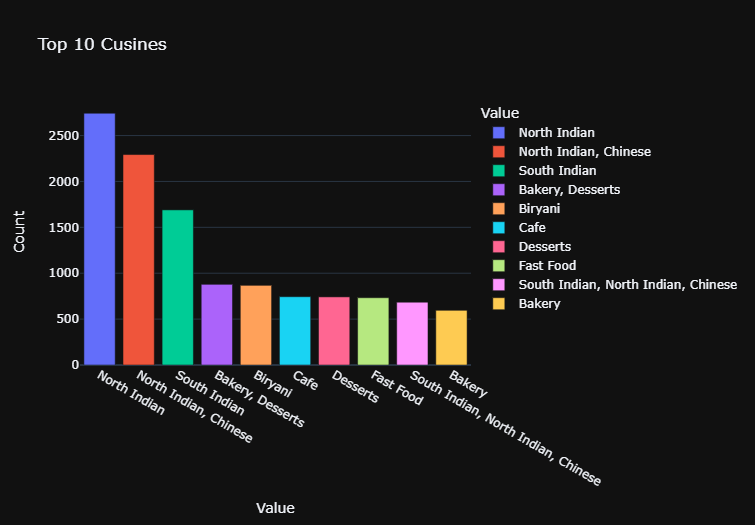 Top 10 Cusines
Count
2500
2000
1500
1000
500
0
North Indian
North Indian, Chinese
South Indian
Bakery, Desserts
Biryani
Cafe
Desserts
Fast Food
South Indian, North Indian, Chinese
Bakery
Value
Value
North Indian
North Indian, Chinese
South Indian
Bakery, Desserts
Biryani
Cafe
Desserts
Fast Food
South Indian, North Indian, Chinese
Bakery